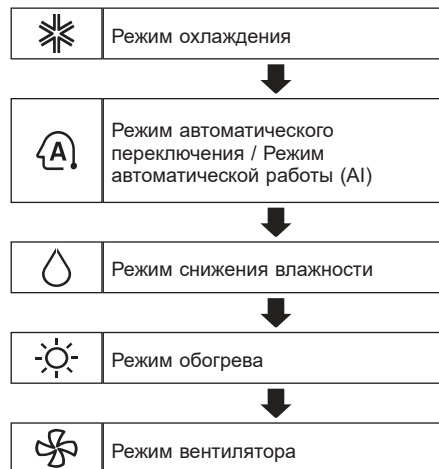 Режим охлаждения
A
Режим автоматического
переключения / Режим
автоматической работы (AI)
Режим снижения влажности
Режим обогрева
Режим вентилятора